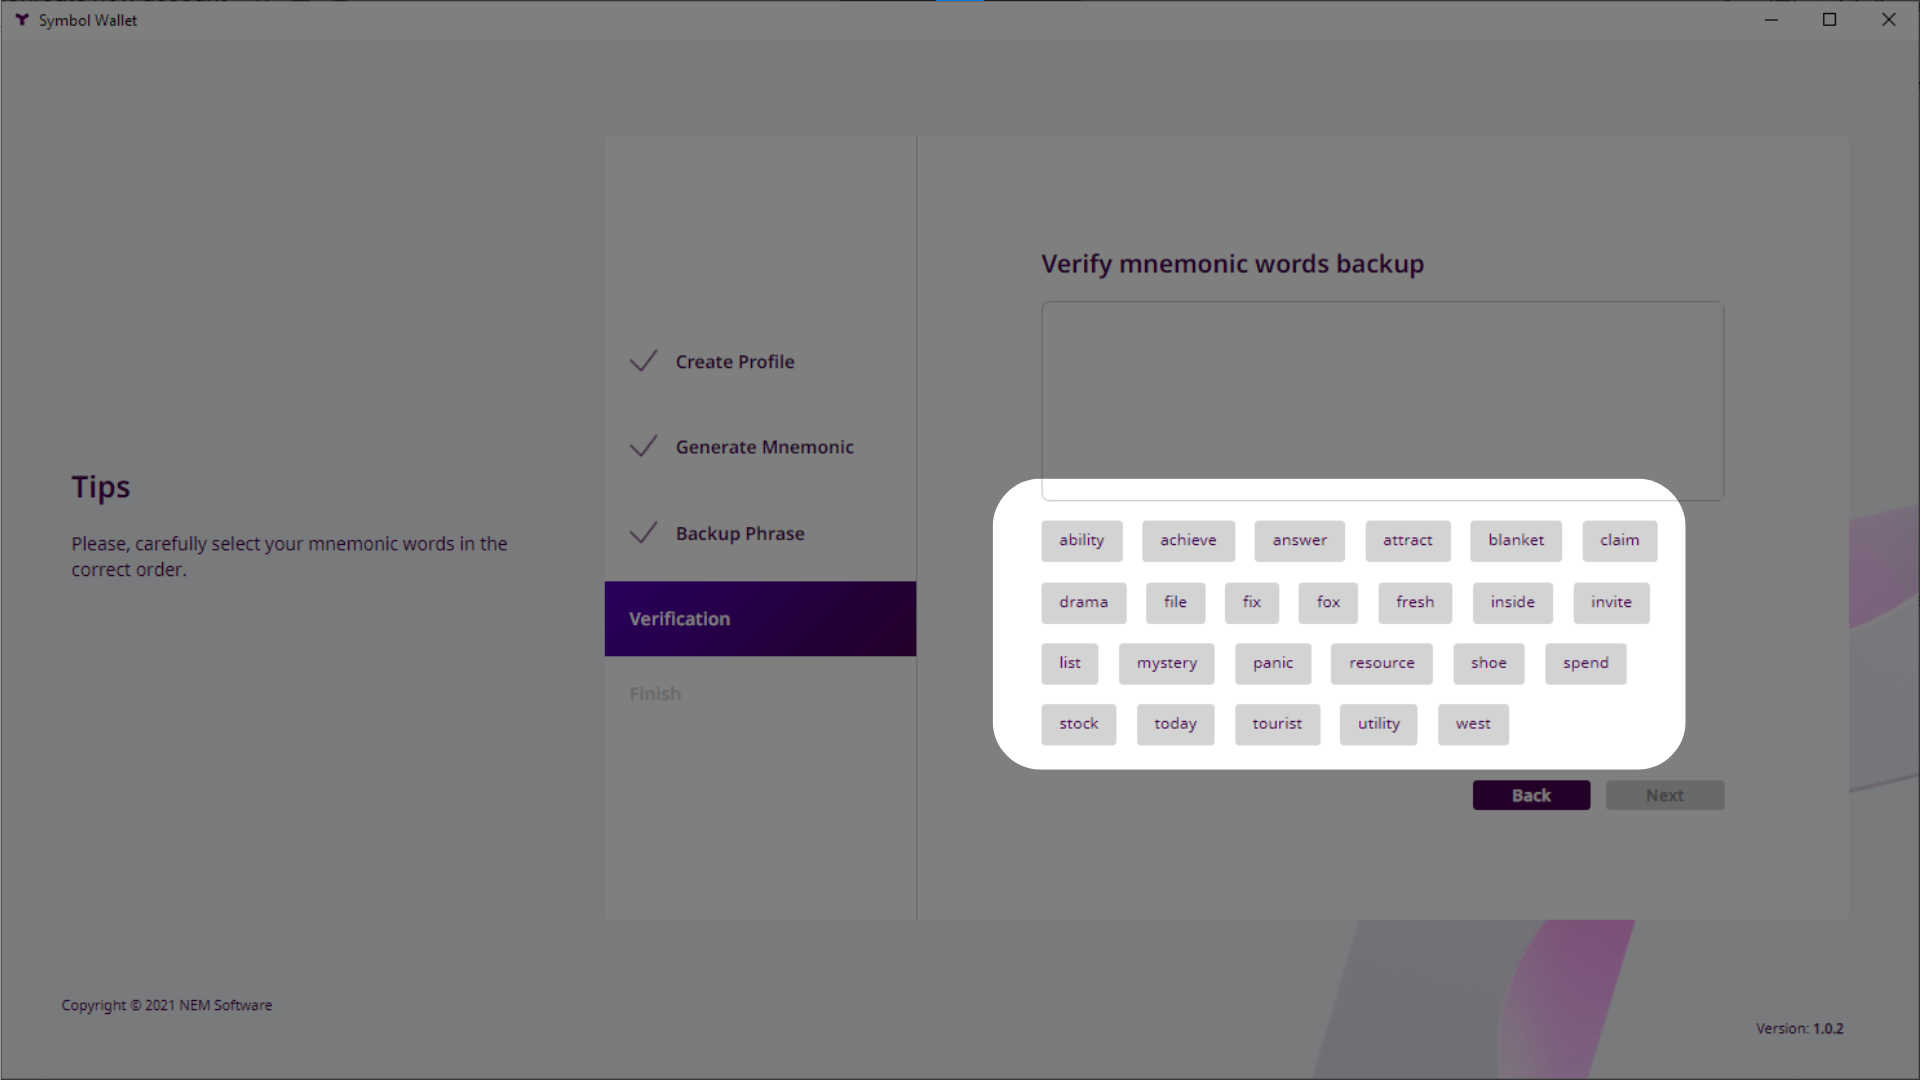 Symbol Wallet
Tips
Please, carefully select your mnemonic words in the
correct order.
Create Profile
Generate Mnemonic
Backup Phrase
Verification
Finish
Verify mnemonic words backup
ability achieve answer attract blanket claim
drama file fix fox fresh inside invite
list mystery panic resource shoe spend
stock today tourist utility west
Back Next
Copyright © 2021 NEM Software
Version: 1.0.2